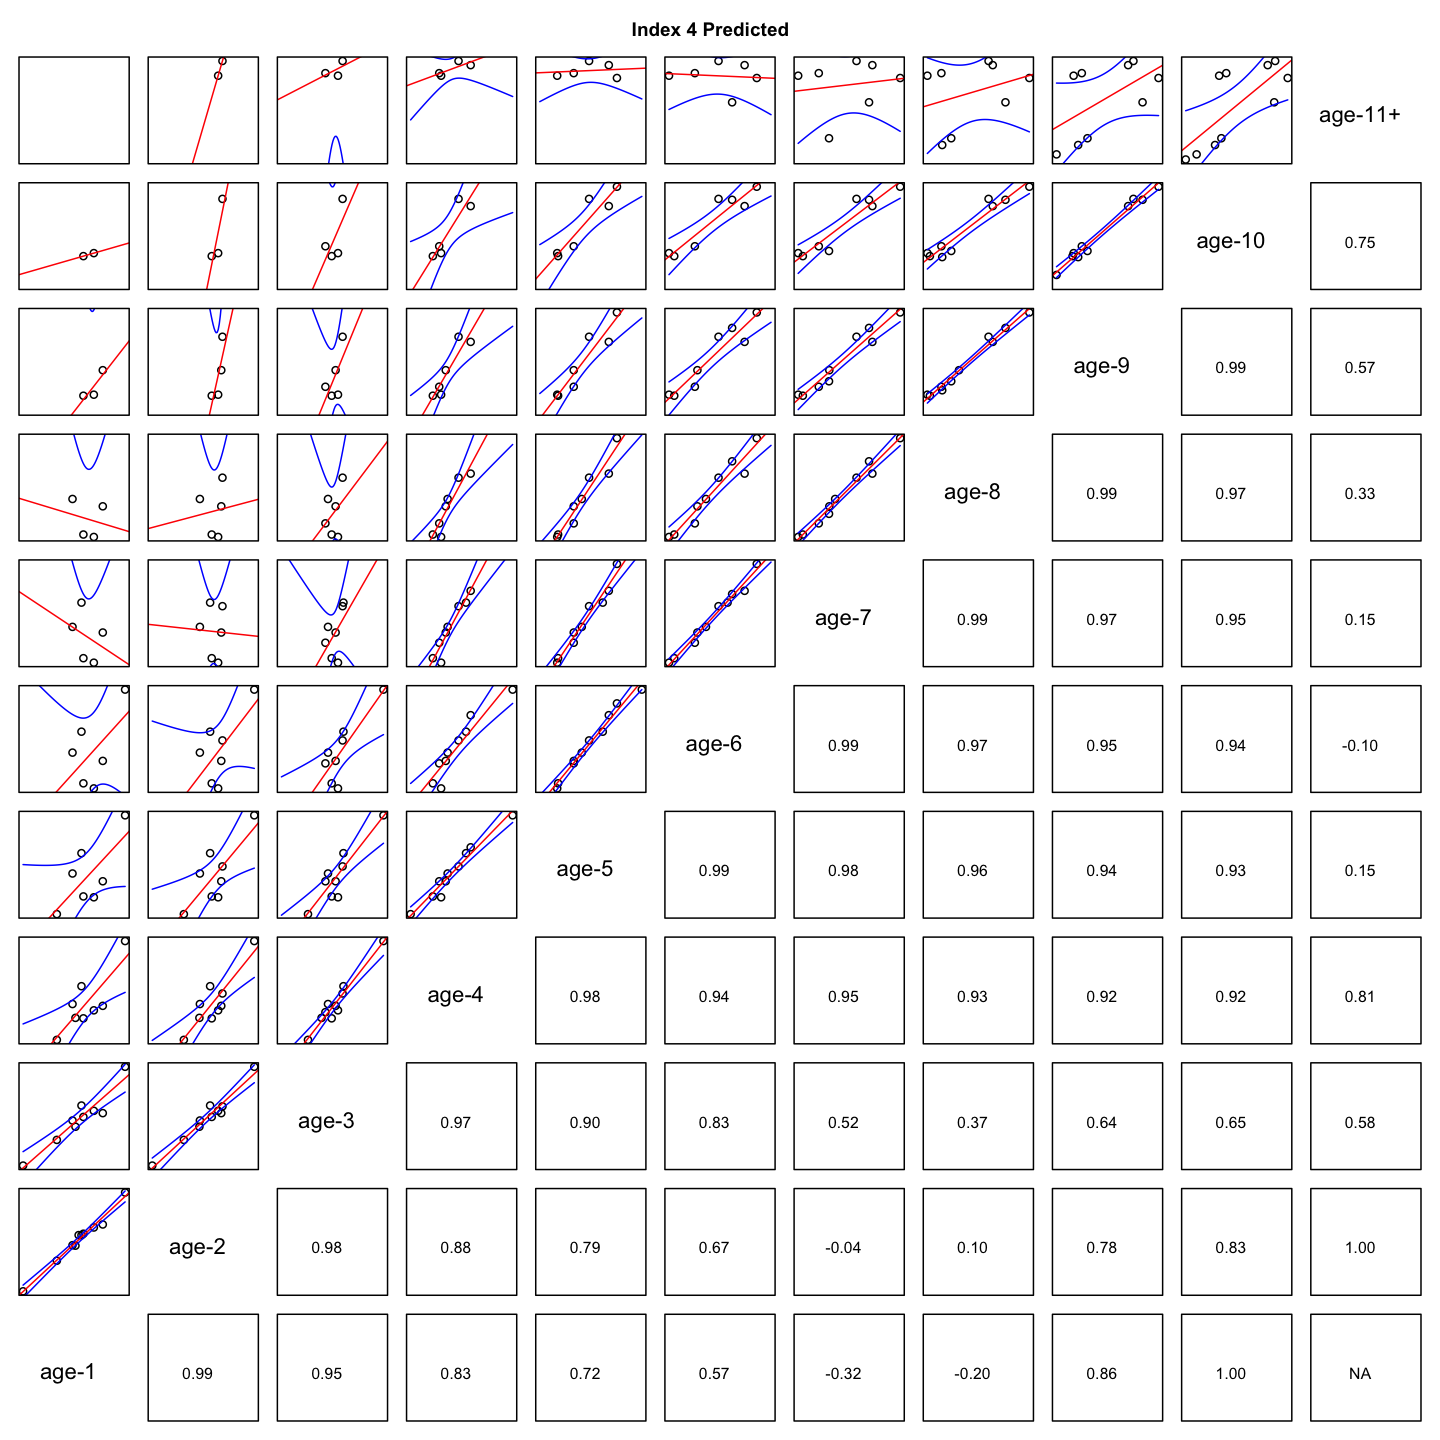 Index 4 Predicted
age-11+
age-10 0.75
age-9 0.99 0.57
age-8 0.99 0.97 0.33
age-7 0.99 0.97 0.95 0.15
age-6 0.99 0.97 0.95 0.94 -0.10
age-5 0.99 0.98 0.96 0.94 0.93 0.15
age-4 0.98 0.94 0.95 0.93 0.92 0.92 0.81
age-3 0.97 0.90 0.83 0.52 0.37 0.64 0.65 0.58
age-2 0.98 0.88 0.79 0.67 -0.04 0.10 0.78 0.83 1.00
age-1 0.99 0.95 0.83 0.72 0.57 -0.32 -0.20 0.86 1.00 NA